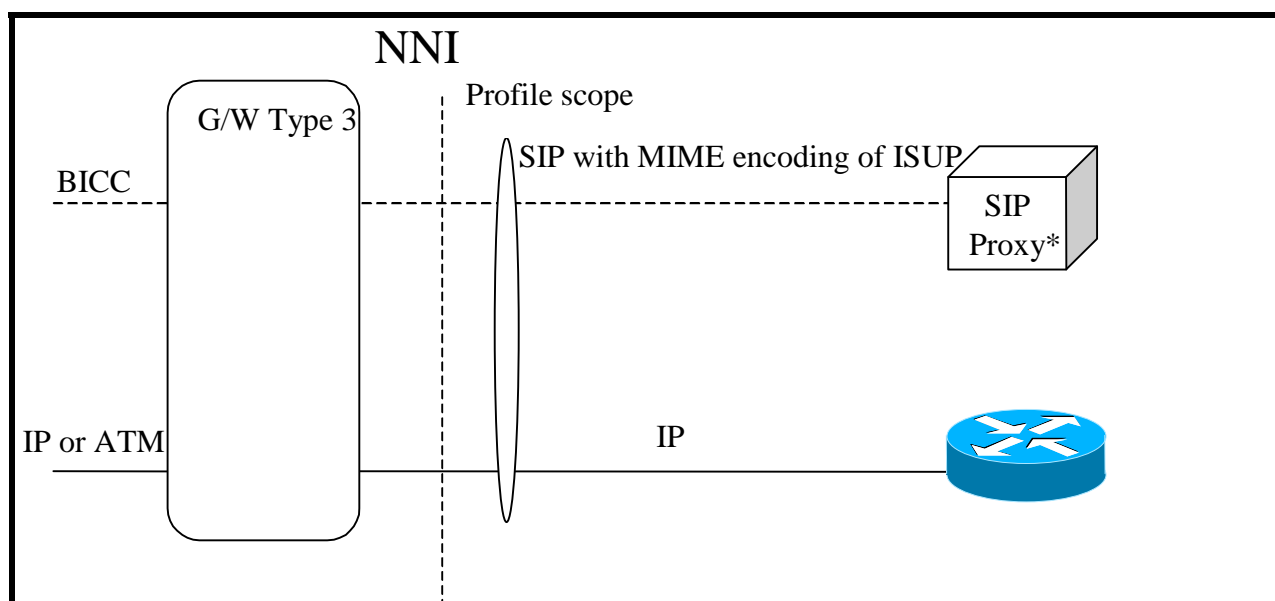 NNI
Profile scope
G/W Type 3
SIP with MIME encoding of ISUP
BICC
SIP
Proxy*
IP or ATM
IP